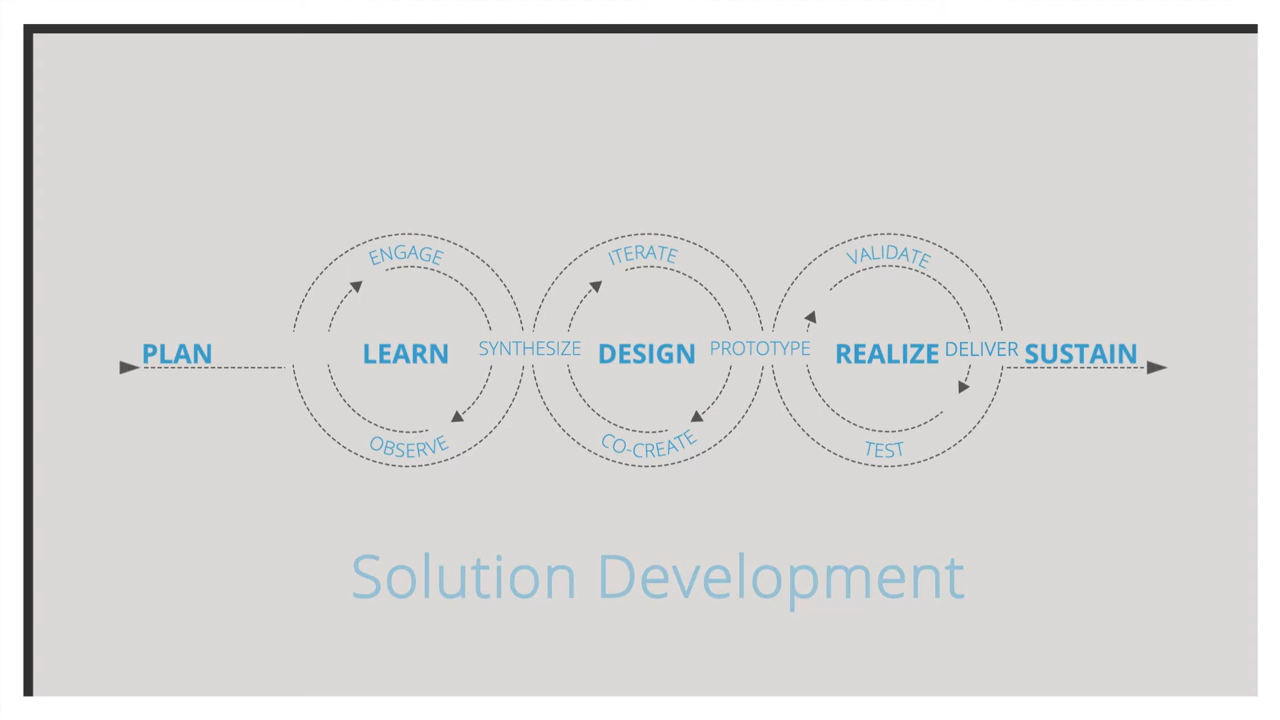 ENGAGE
ITERATE
VALIDATE
PLAN
LEARN
SYNTHESIZE
DESIGN
PROTOTYPE
REALIZE
DELIVER
SUSTAIN
OBSERVE
CO-CREATE
TEST
Solution Development